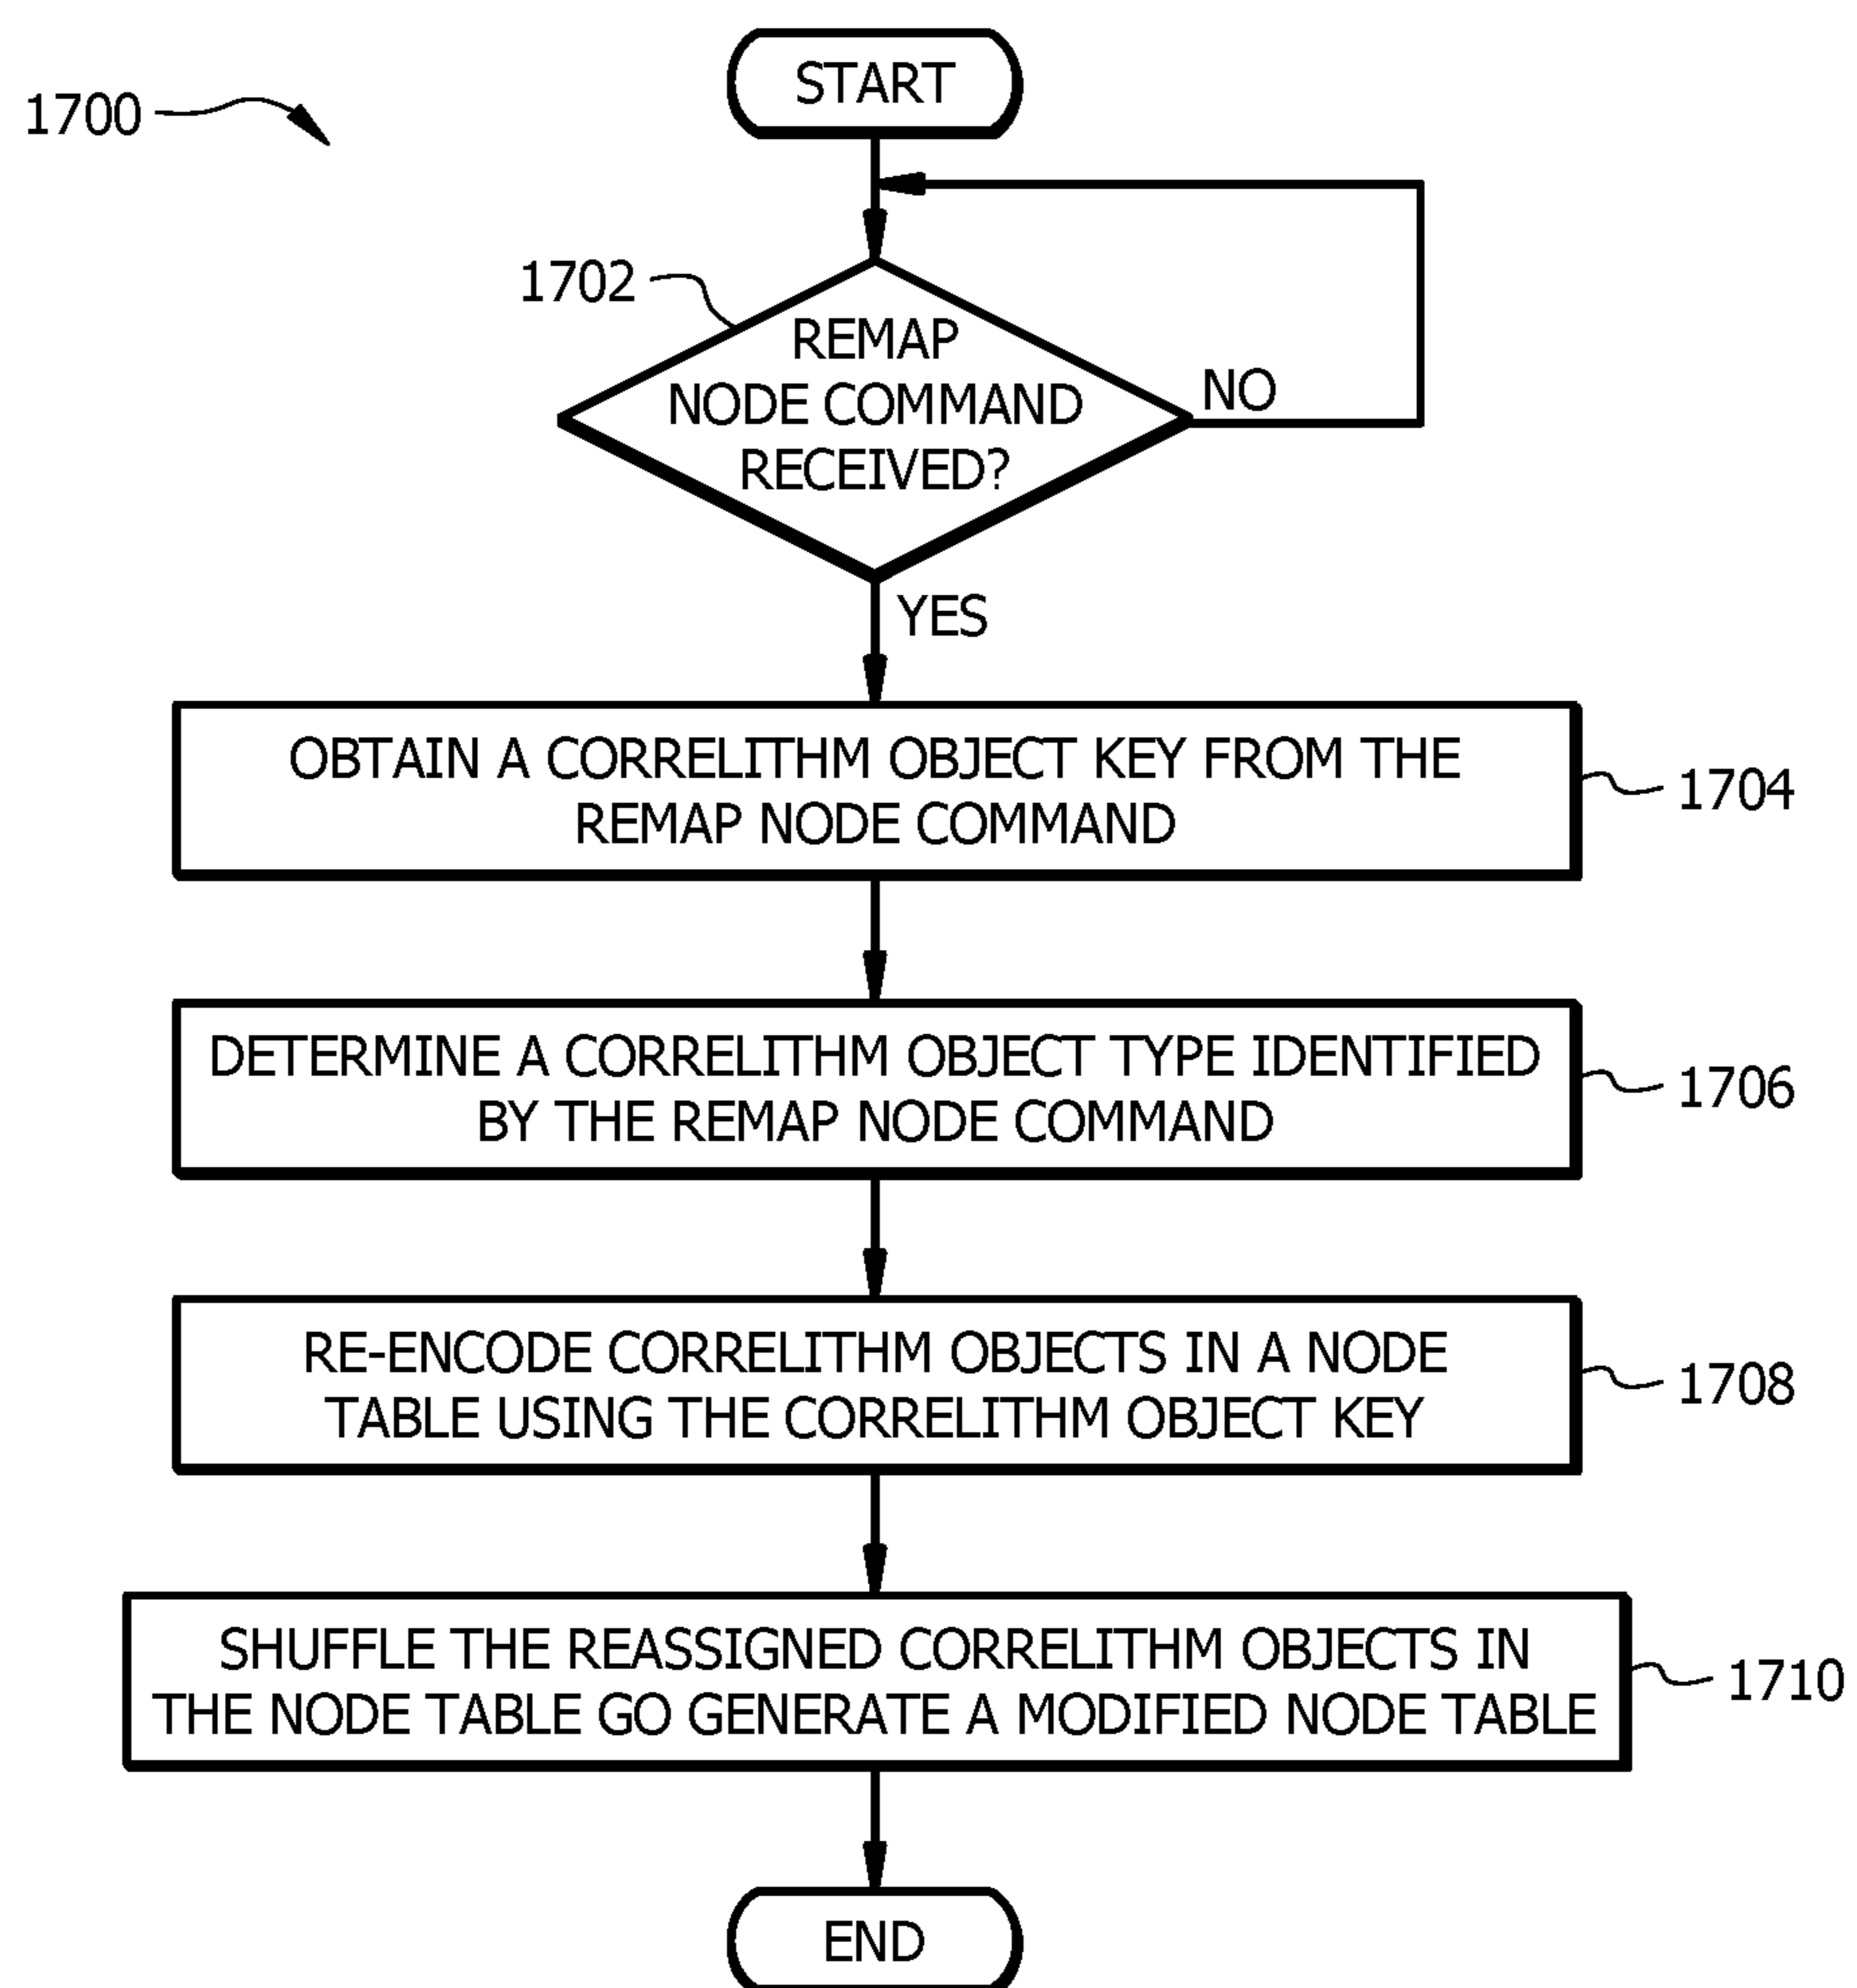 START
1700
1702
REMAP
NODE COMMAND
RECEIVED?
NO
YES
OBTAIN A CORRELITHM OBJECT KEY FROM THE
REMAP NODE COMMAND
1704
DETERMINE A CORRELITHM OBJECT TYPE IDENTIFIED
BY THE REMAP NODE COMMAND
1706
RE-ENCODE CORRELITHM OBJECTS IN A NODE
TABLE USING THE CORRELITHM OBJECT KEY
1708
SHUFFLE THE REASSIGNED CORRELITHM OBJECTS IN
THE NODE TABLE GO GENERATE A MODIFIED NODE TABLE
1710
END